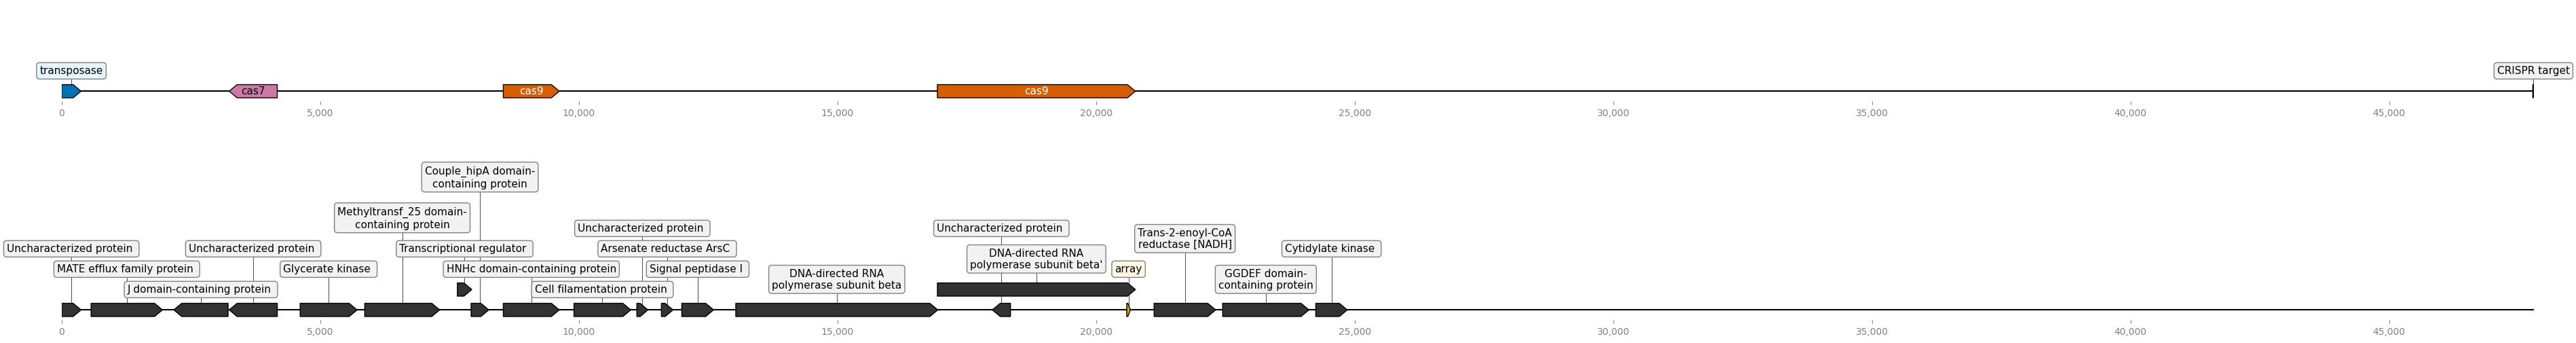 transposase
CRISPR target
cas7
cas9
cas9
0
5,000
10,000
15,000
20,000
25,000
30,000
35,000
40,000
45,000
Couple_hipA domain-
containing protein
Methyltransf_25 domain-
containing protein
Uncharacterized protein
Uncharacterized protein
Trans-2-enoyl-CoA
reductase [NADH]
Uncharacterized protein
Uncharacterized protein
Transcriptional regulator
Arsenate reductase ArsC
Cytidylate kinase
DNA-directed RNA
polymerase subunit beta'
MATE efflux family protein
Glycerate kinase
HNHc domain-containing protein
Signal peptidase I
array
DNA-directed RNA
polymerase subunit beta
GGDEF domain-
containing protein
J domain-containing protein
Cell filamentation protein
0
5,000
10,000
15,000
20,000
25,000
30,000
35,000
40,000
45,000